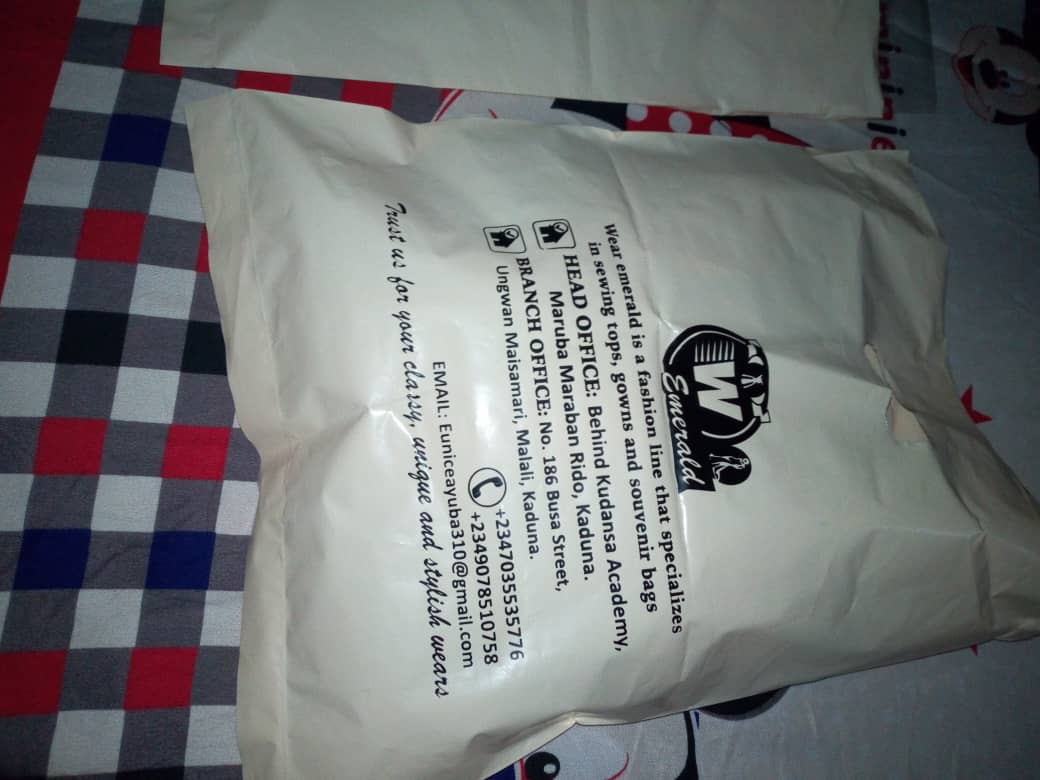 W
Emerald
Wear emerald is a fashion line that specializes
in sewing tops, gowns and souvenir bags
HEAD OFFICE: Behind Kudansa Academy,
Maruba Maraban Rido, Kaduna.
BRANCH OFFICE: No. 186 Busa Street,
Ungwan Maisamari, Malali, Kaduna.
+2347035535776
+2349078510758
EMAIL: Euniceayuba310@gmail.com
Trust us for your classy, unique and stylish wears